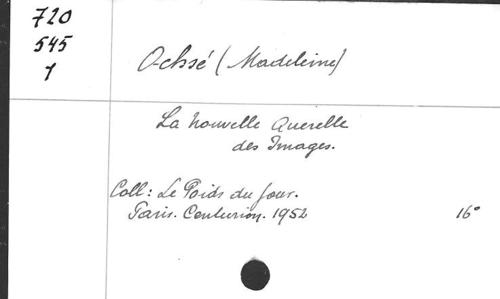 720
545
1
Ochsé (Madeleine)
La nouvelle Querelle
des Images.
Coll: Le Poids du jour.
Paris. Centurion. 1952 16°